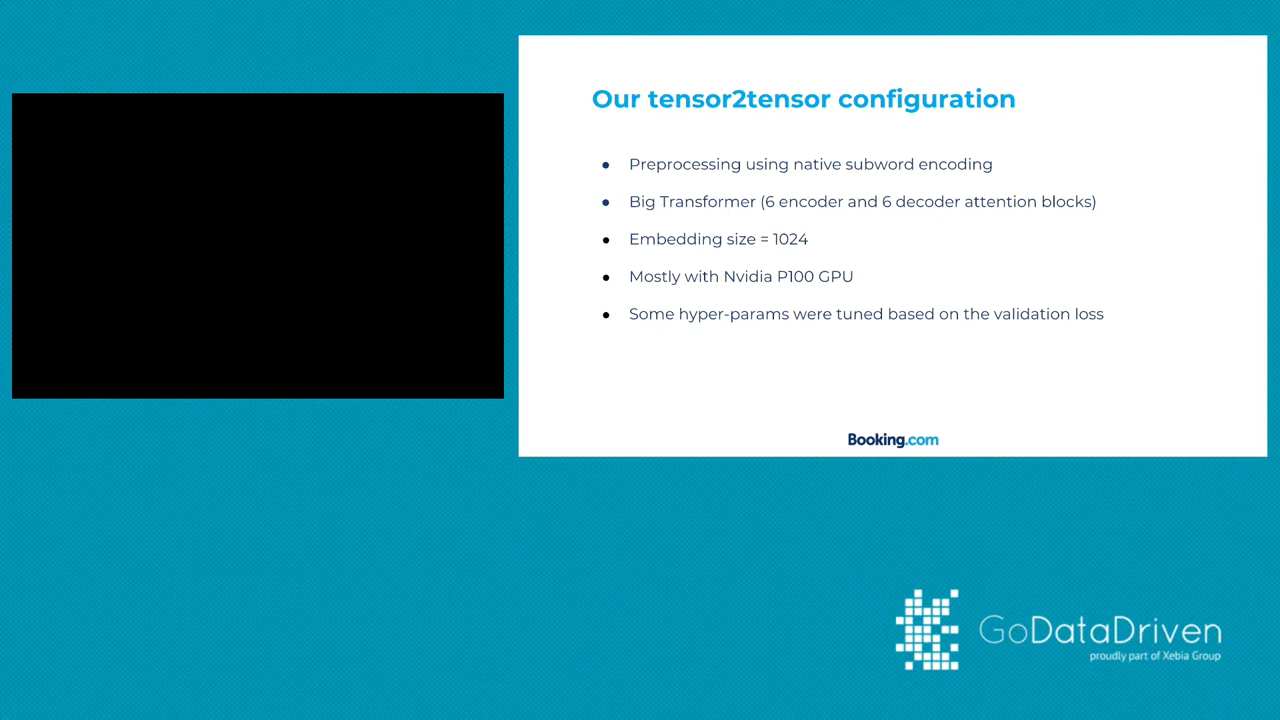 Our tensor2tensor configuration
● Preprocessing using native subword encoding
● Big Transformer (6 encoder and 6 decoder attention blocks)
● Embedding size = 1024
● Mostly with Nvidia P100 GPU
● Some hyper-params were tuned based on the validation loss
Booking.com
GoDataDriven
proudly part of Xebia Group